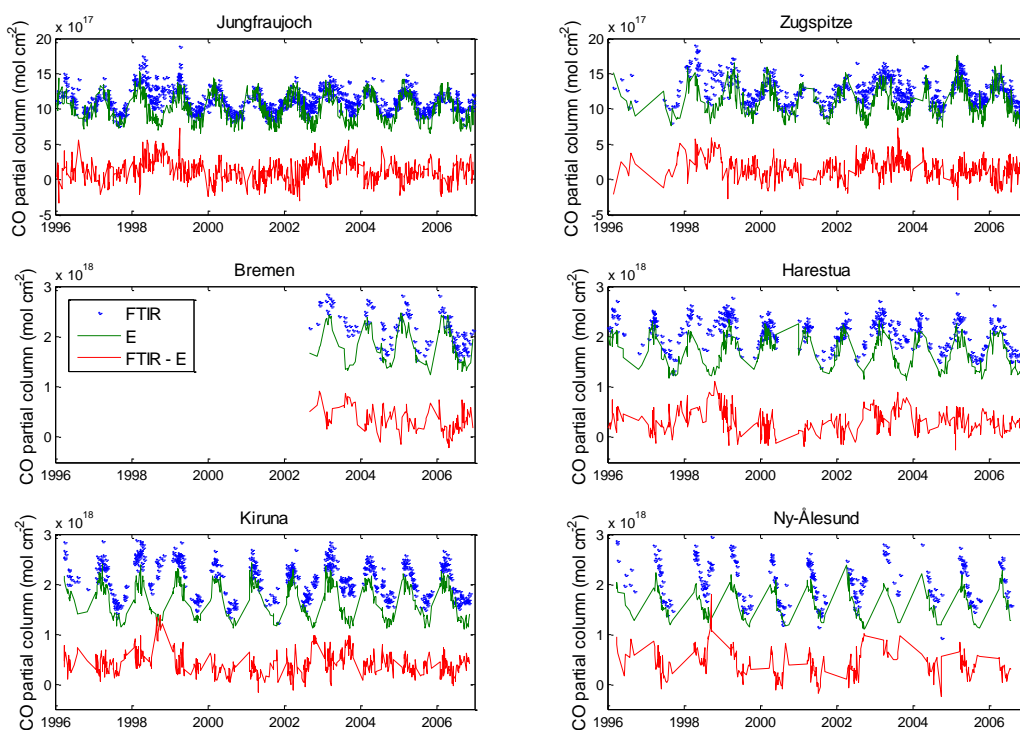 Jungfraujoch
x 10^17
CO partial column (mol cm^-2)
20
15
10
5
0
-5
1996 1998 2000 2002 2004 2006
Zugspitze
x 10^17
CO partial column (mol cm^-2)
20
15
10
5
0
-5
1996 1998 2000 2002 2004 2006
Bremen
x 10^18
CO partial column (mol cm^-2)
3
2
1
0
FTIR
E
FTIR - E
1996 1998 2000 2002 2004 2006
Harestua
x 10^18
CO partial column (mol cm^-2)
3
2
1
0
1996 1998 2000 2002 2004 2006
Kiruna
x 10^18
CO partial column (mol cm^-2)
3
2
1
0
1996 1998 2000 2002 2004 2006
Ny-Ålesund
x 10^18
CO partial column (mol cm^-2)
3
2
1
0
1996 1998 2000 2002 2004 2006